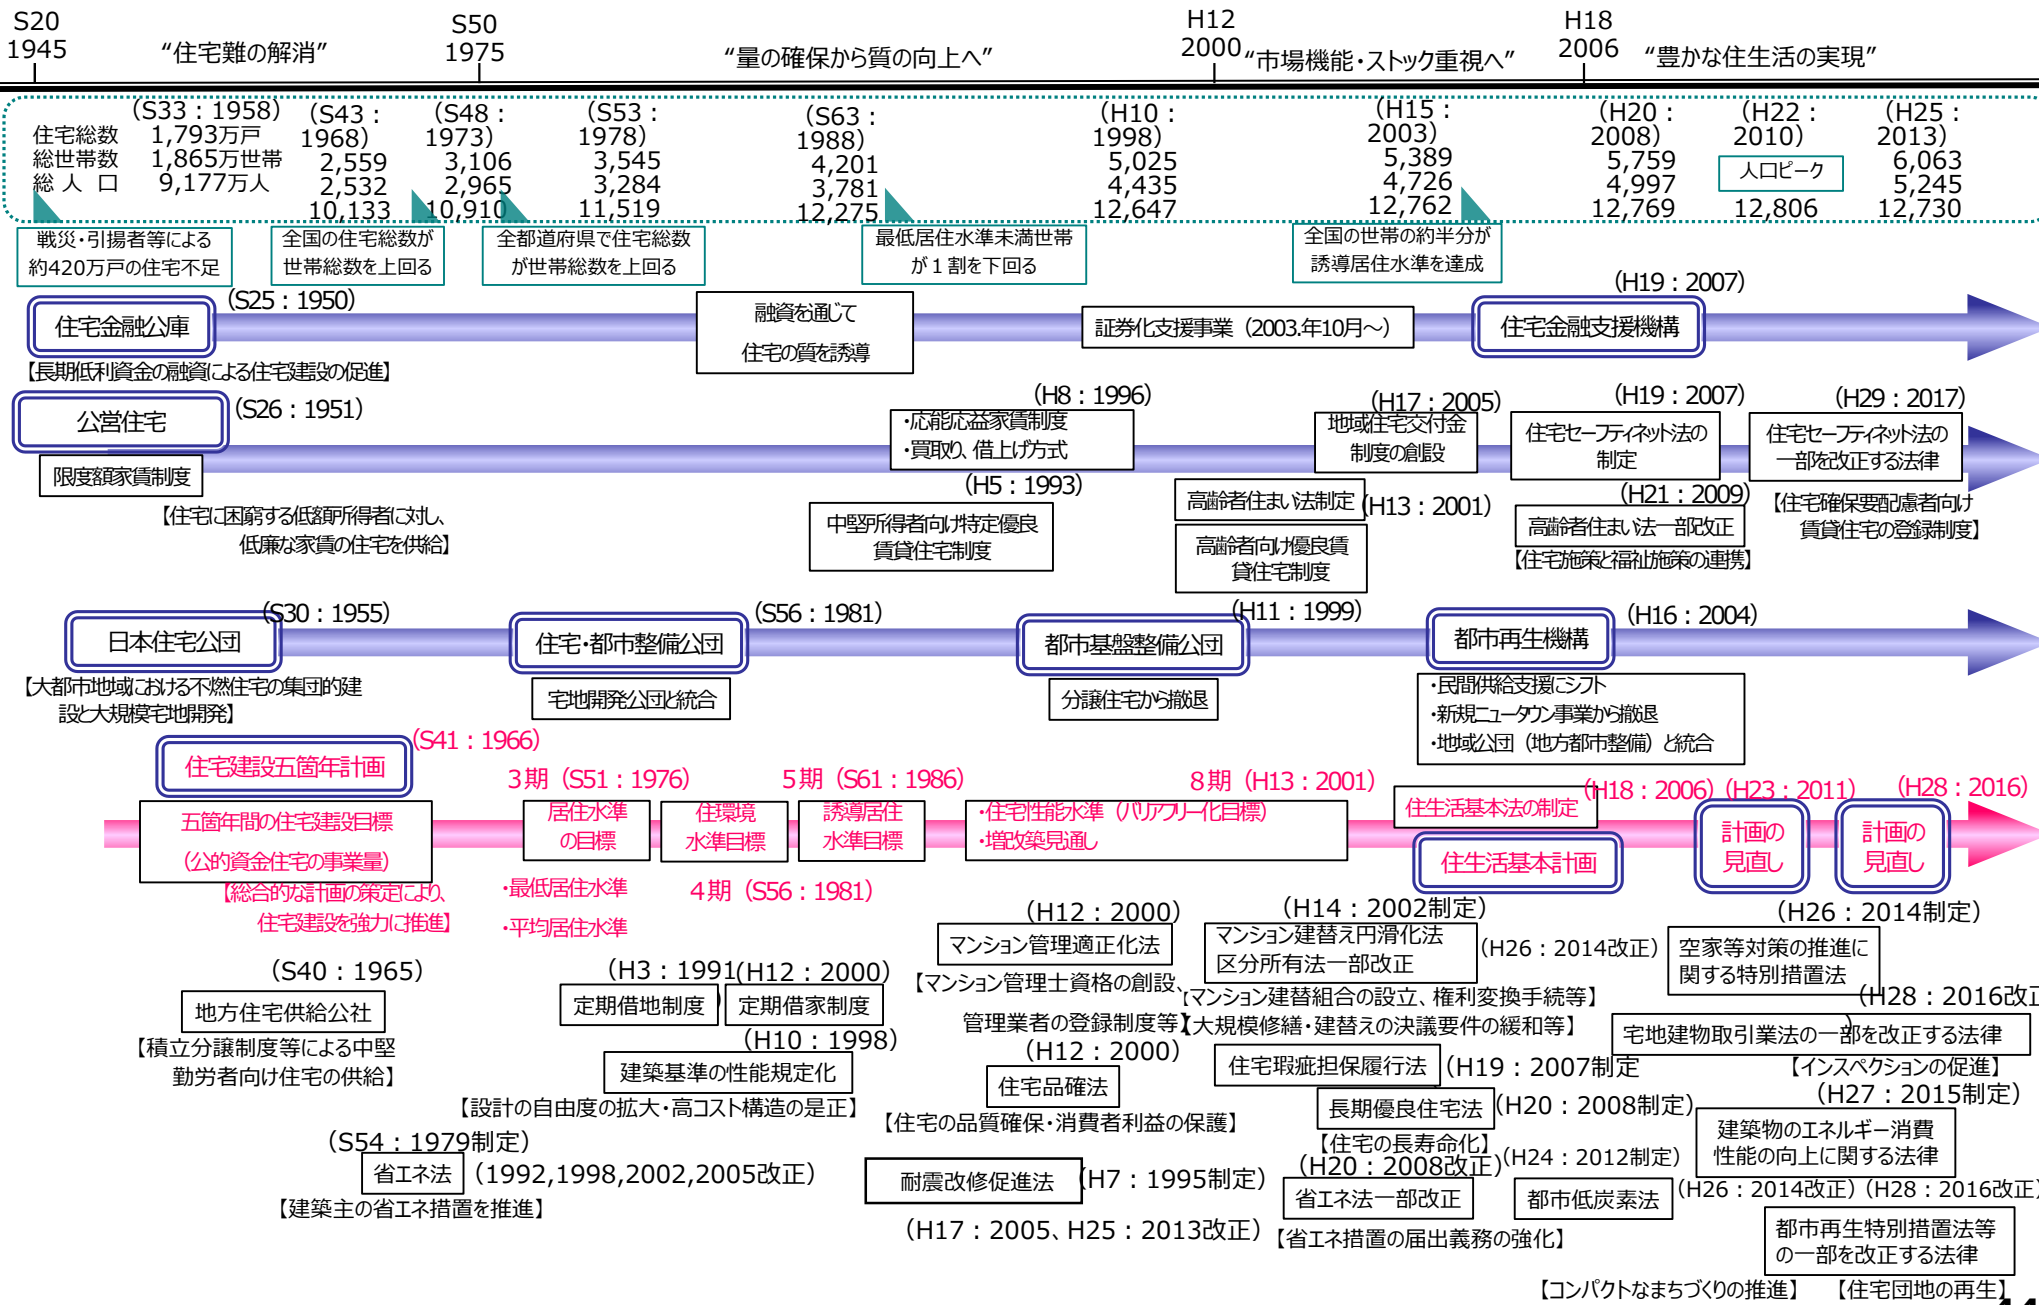 S20
1945
“住宅難の解消”
S50
1975
“量の確保から質の向上へ”
H12
2000
“市場機能・ストック重視へ”
H18
2006
“豊かな住生活の実現”
(S33：1958)
住宅総数 1,793万戸
総世帯数 1,865万世帯
総人口 9,177万人
(S43：
1968)
2,559
2,532
10,133
(S48：
1973)
3,106
2,965
10,910
(S53：
1978)
3,545
3,284
11,519
(S63：
1988)
4,201
3,781
12,275
(H10：
1998)
5,025
4,435
12,647
(H15：
2003)
5,389
4,726
12,762
(H20：
2008)
5,759
4,997
12,769
(H22：
2010)
人口ピーク
12,806
(H25：
2013)
6,063
5,245
12,730
戦災・引揚者等による
約420万戸の住宅不足
全国の住宅総数が
世帯総数を上回る
全都道府県で住宅総数
が世帯総数を上回る
最低居住水準未満世帯
が１割を下回る
全国の世帯の約半分が
誘導居住水準を達成
住宅金融公庫
(S25：1950)
【長期低利資金の融資による住宅建設の促進】
融資を通じて
住宅の質を誘導
証券化支援事業（2003.年10月～）
住宅金融支援機構
(H19：2007)
公営住宅
(S26：1951)
限度額家賃制度
【住宅に困窮する低額所得者に対し、
低廉な家賃の住宅を供給】
(H8：1996)
・応能応益家賃制度
・買取り、借上げ方式
(H5：1993)
中堅所得者向け特定優良
賃貸住宅制度
(H17：2005)
地域住宅交付金
制度の創設
高齢者住まい法制定
(H13：2001)
高齢者向け優良賃
貸住宅制度
(H19：2007)
住宅セーフティネット法の
制定
(H21：2009)
高齢者住まい法一部改正
【住宅施策と福祉施策の連携】
(H29：2017)
住宅セーフティネット法の
一部を改正する法律
【住宅確保要配慮者向け
賃貸住宅の登録制度】
日本住宅公団
(S30：1955)
【大都市地域における不燃住宅の集団的建
設と大規模宅地開発】
住宅・都市整備公団
(S56：1981)
宅地開発公団と統合
都市基盤整備公団
(H11：1999)
分譲住宅から撤退
都市再生機構
(H16：2004)
・民間供給支援にシフト
・新規ニュータウン事業から撤退
・地域公団（地方都市整備）と統合
住宅建設五箇年計画
(S41：1966)
五箇年間の住宅建設目標
（公的資金住宅の事業量）
【総合的な計画の策定により、
住宅建設を強力に推進】
３期（S51：1976)
居住水準
の目標
・最低居住水準
・平均居住水準
住環境
水準目標
４期（S56：1981)
５期（S61：1986)
誘導居住
水準目標
８期（H13：2001)
・住宅性能水準（バリアフリー化目標）
・増改築見通し
住生活基本法の制定
(H18：2006)
住生活基本計画
(H23：2011)
計画の
見直し
(H28：2016)
計画の
見直し
(S40：1965)
地方住宅供給公社
【積立分譲制度等による中堅
勤労者向け住宅の供給】
(H3：1991
定期借地制度
(H12：2000)
定期借家制度
(H10：1998)
建築基準の性能規定化
【設計の自由度の拡大・高コスト構造の是正】
(S54：1979制定)
省エネ法
(1992,1998,2002,2005改正)
【建築主の省エネ措置を推進】
(H12：2000)
マンション管理適正化法
【マンション管理士資格の創設、
管理業者の登録制度等】
(H12：2000)
住宅品確法
【住宅の品質確保・消費者利益の保護】
耐震改修促進法
(H7：1995制定)
(H17：2005、H25：2013改正)
(H14：2002制定)
マンション建替え円滑化法
区分所有法一部改正
(H26：2014改正)
【マンション建替組合の設立、権利変換手続等】
【大規模修繕・建替えの決議要件の緩和等】
住宅瑕疵担保履行法
(H19：2007制定
長期優良住宅法
(H20：2008制定)
【住宅の長寿命化】
(H20：2008改正)
省エネ法一部改正
【省エネ措置の届出義務の強化】
(H24：2012制定)
都市低炭素法
(H26：2014制定)
空家等対策の推進に
関する特別措置法
(H28：2016改正
宅地建物取引業法の一部を改正する法律
【インスペクションの促進】
(H27：2015制定)
建築物のエネルギー消費
性能の向上に関する法律
(H26：2014改正) (H28：2016改正)
都市再生特別措置法等
の一部を改正する法律
【コンパクトなまちづくりの推進】 【住宅団地の再生】